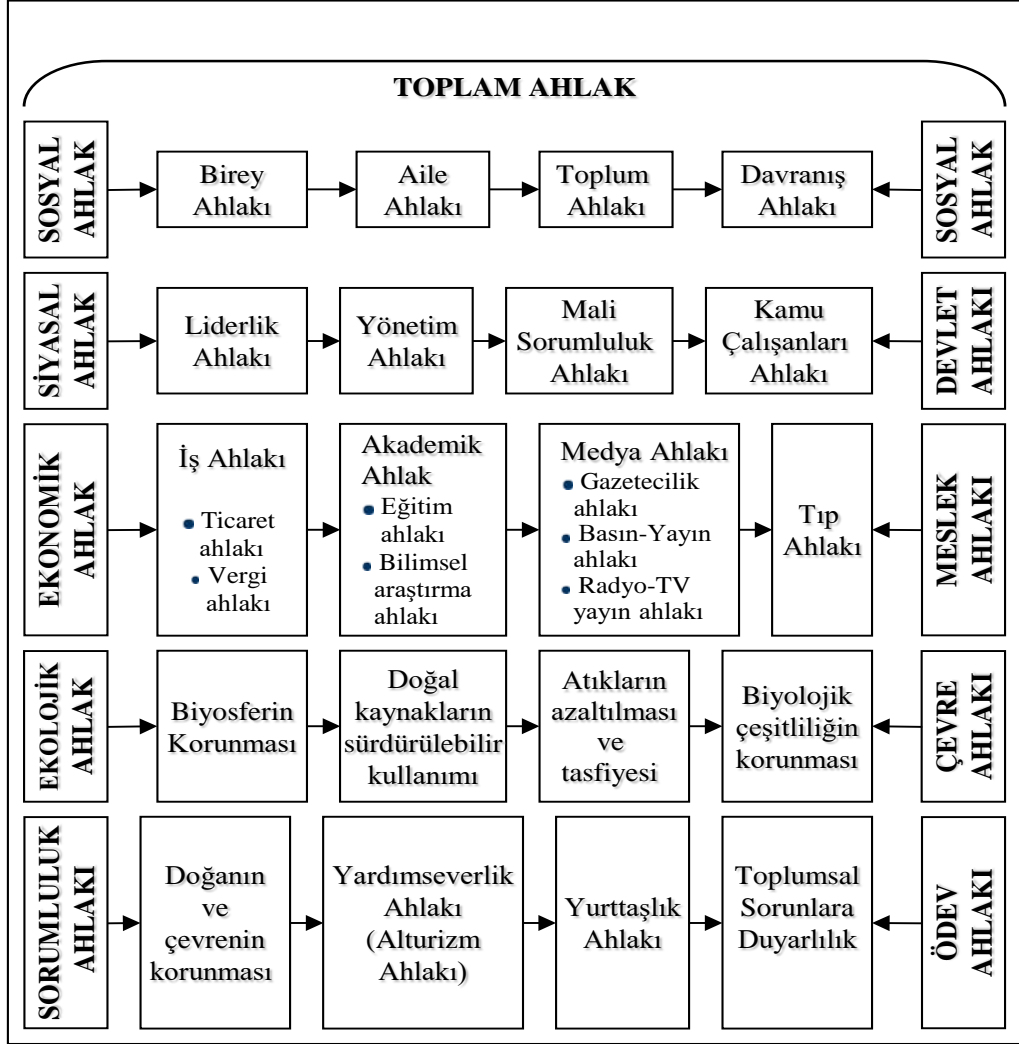 TOPLAM AHLAK
SOSYAL
AHLAK
Birey
Ahlakı
Aile
Ahlakı
Toplum
Ahlakı
Davranış
Ahlakı
SOSYAL
AHLAK
SİYASAL
AHLAK
Liderlik
Ahlakı
Yönetim
Ahlakı
Mali
Sorumluluk
Ahlakı
Kamu
Çalışanları
Ahlakı
DEVLET
AHLAKI
EKONOMİK
AHLAK
İş Ahlakı
• Ticaret
ahlakı
• Vergi
ahlakı
Akademik
Ahlak
• Eğitim
ahlakı
• Bilimsel
araştırma
ahlakı
Medya Ahlakı
• Gazetecilik
ahlakı
• Basın-Yayın
ahlakı
• Radyo-TV
yayın ahlakı
Tıp
Ahlakı
MESLEK
AHLAKI
EKOLOJİK
AHLAK
Biyosferin
Korunması
Doğal
kaynakların
sürdürülebilir
kullanımı
Atıkların
azaltılması
ve
tasfiyesi
Biyolojik
çeşitliliğin
korunması
ÇEVRE
AHLAKI
SORUMLULUK
AHLAKI
Doğanın
ve
çevrenin
korunması
Yardımseverlik
Ahlakı
(Alturizm
Ahlakı)
Yurttaşlık
Ahlakı
Toplumsal
Sorunlara
Duyarlılık
ÖDEV
AHLAKI